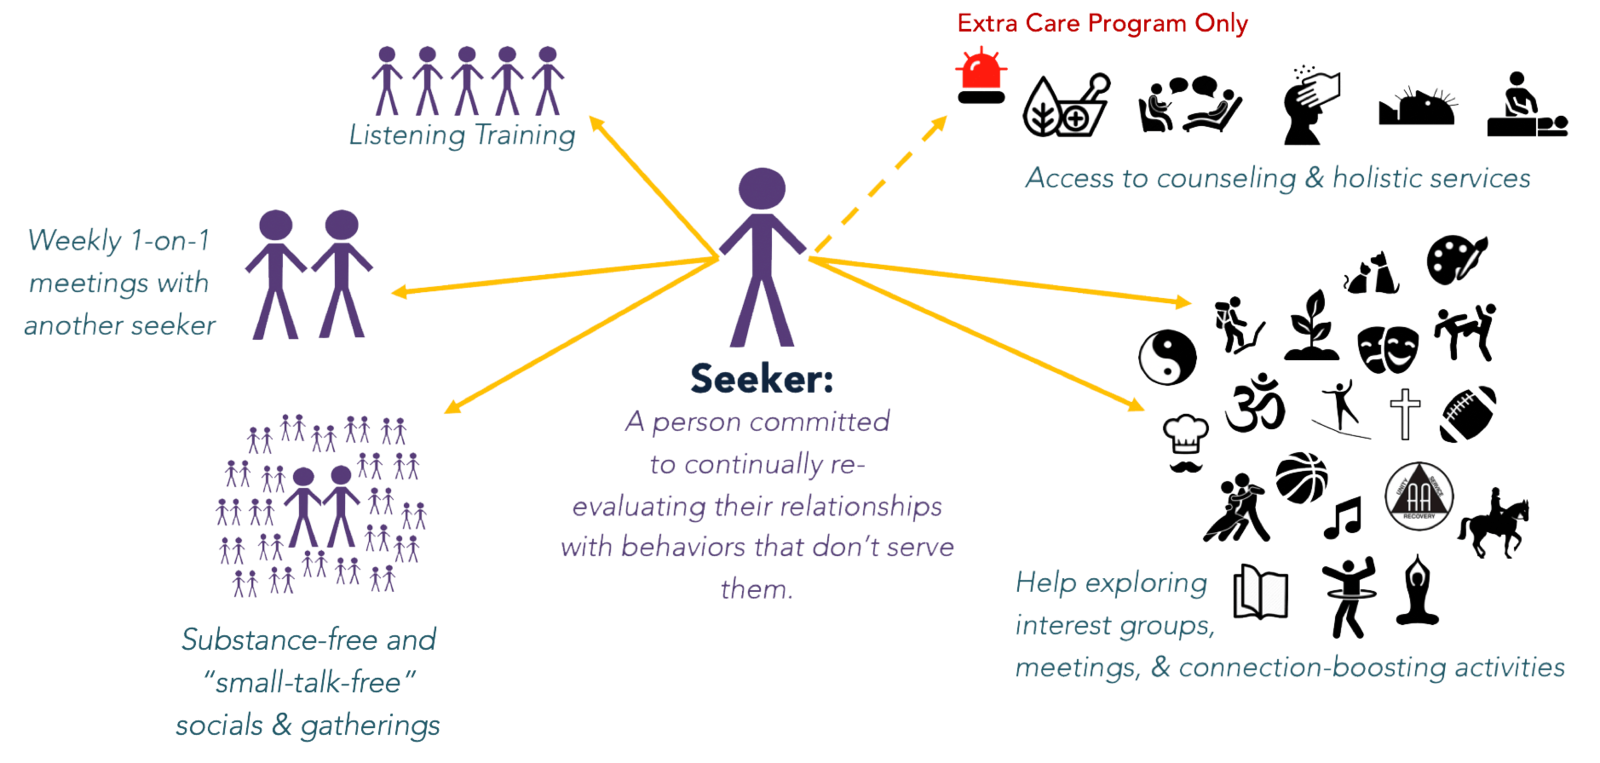 Extra Care Program Only
Listening Training
Access to counseling & holistic services
Weekly 1-on-1
meetings with
another seeker
Seeker:
A person committed
to continually re-
evaluating their relationships
with behaviors that don't serve
them.
UNITY
SERVICE
AA
RECOVERY
Help exploring
interest groups,
meetings, & connection-boosting activities
Substance-free and
“small-talk-free”
socials & gatherings